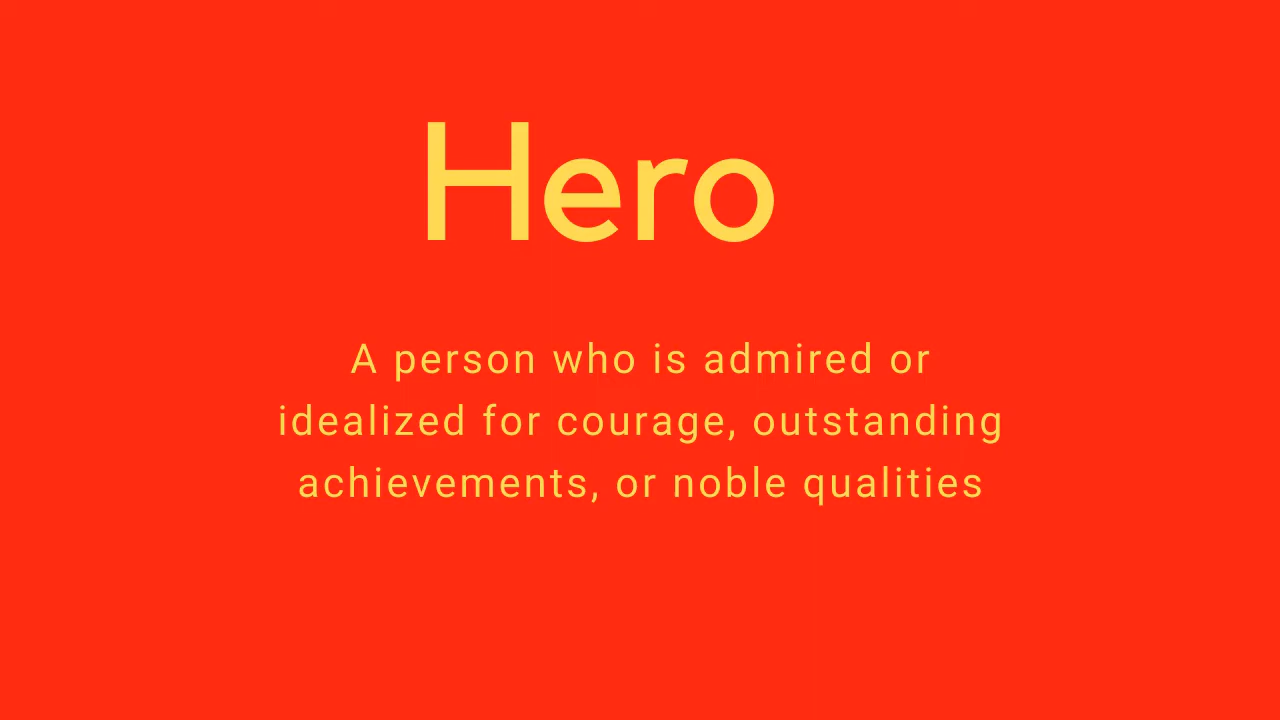 Hero
A person who is admired or
idealized for courage, outstanding
achievements, or noble qualities